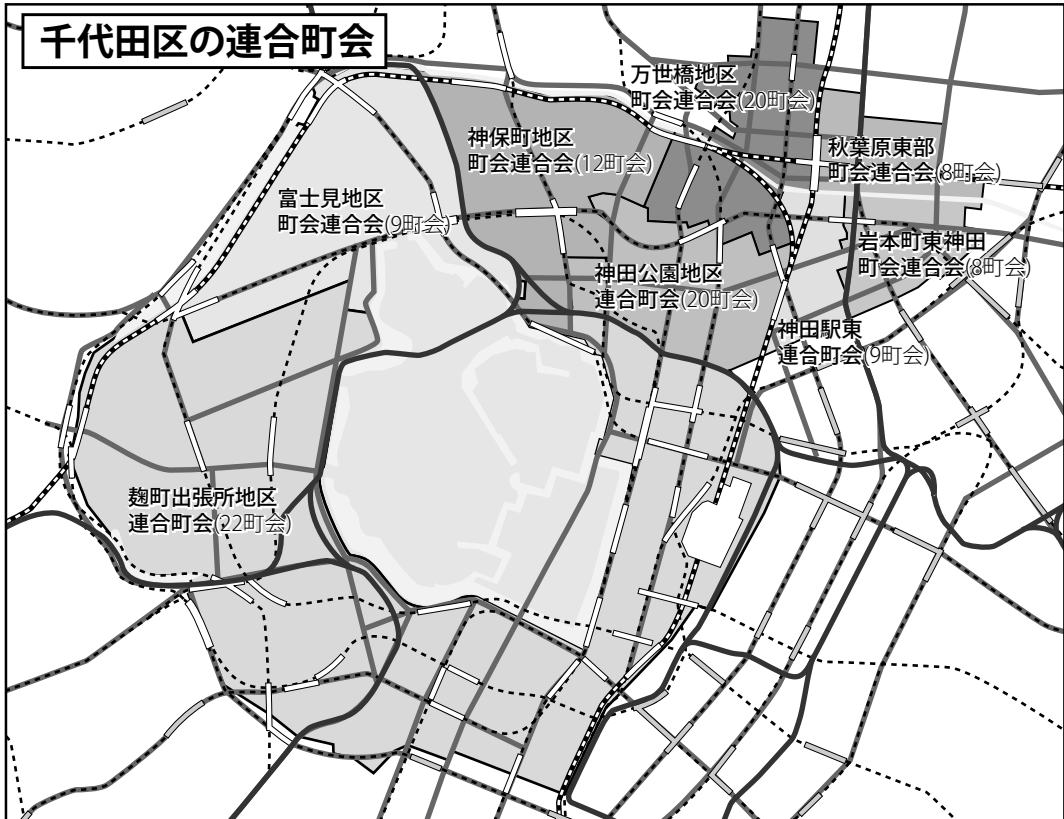 千代田区の連合町会
万世橋地区
町会連合会(20町会)
神保町地区
町会連合会(12町会)
秋葉原東部
町会連合会(8町会)
富士見地区
町会連合会(9町会)
岩本町東神田
町会連合会(8町会)
神田公園地区
連合町会(20町会)
神田駅東
連合町会(9町会)
麹町出張所地区
連合町会(22町会)